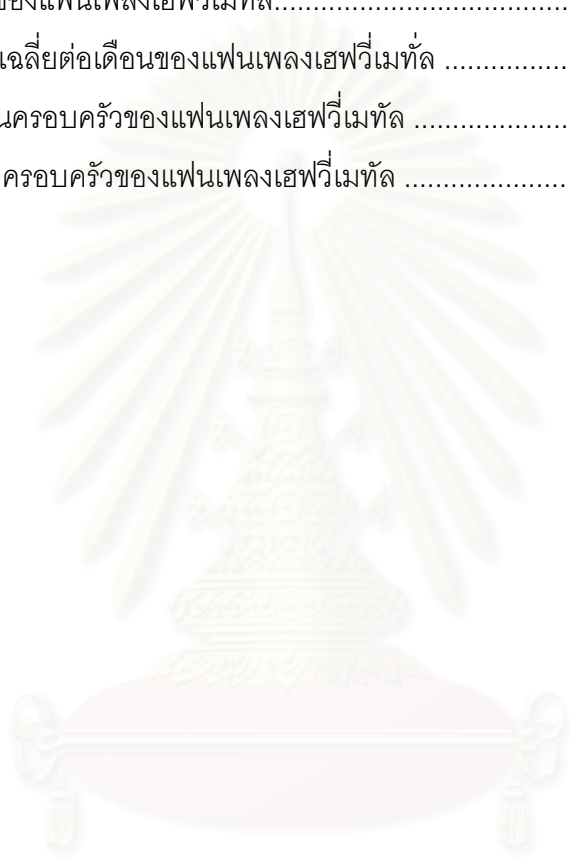 ของแฟนเพลงเฮฟวี่เมทัล........................................
เฉลี่ยต่อเดือนของแฟนเพลงเฮฟวี่เมทั่ล ................
นครอบครัวของแฟนเพลงเฮฟวี่เมทัล ....................
ครอบครัวของแฟนเพลงเฮฟวี่เมทัล .....................